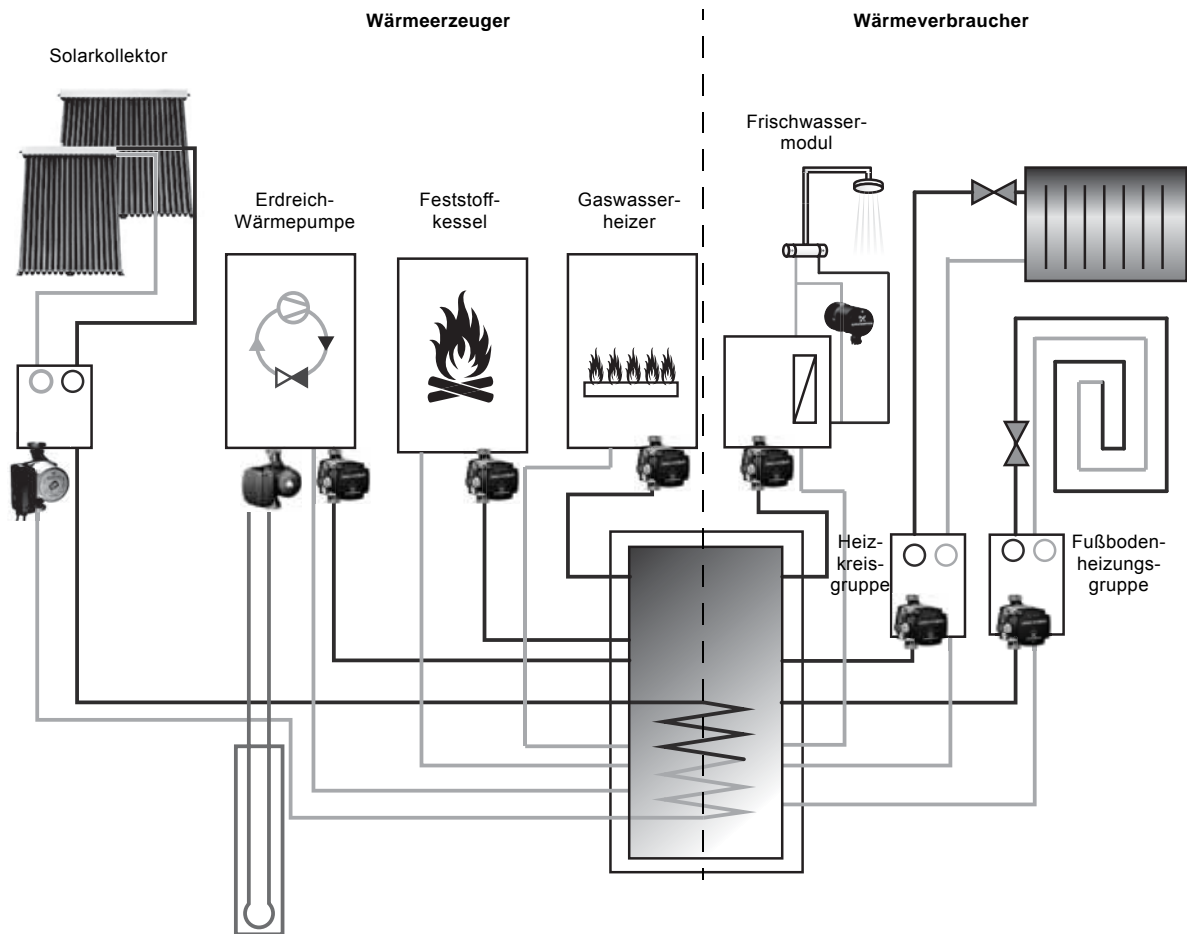 Wärmeerzeuger
Wärmeverbraucher
Solarkollektor
Frischwasser-
modul
Erdreich-
Wärmepumpe
Feststoff-
kessel
Gaswasser-
heizer
Heiz-
kreis-
gruppe
Fußboden-
heizungs-
gruppe